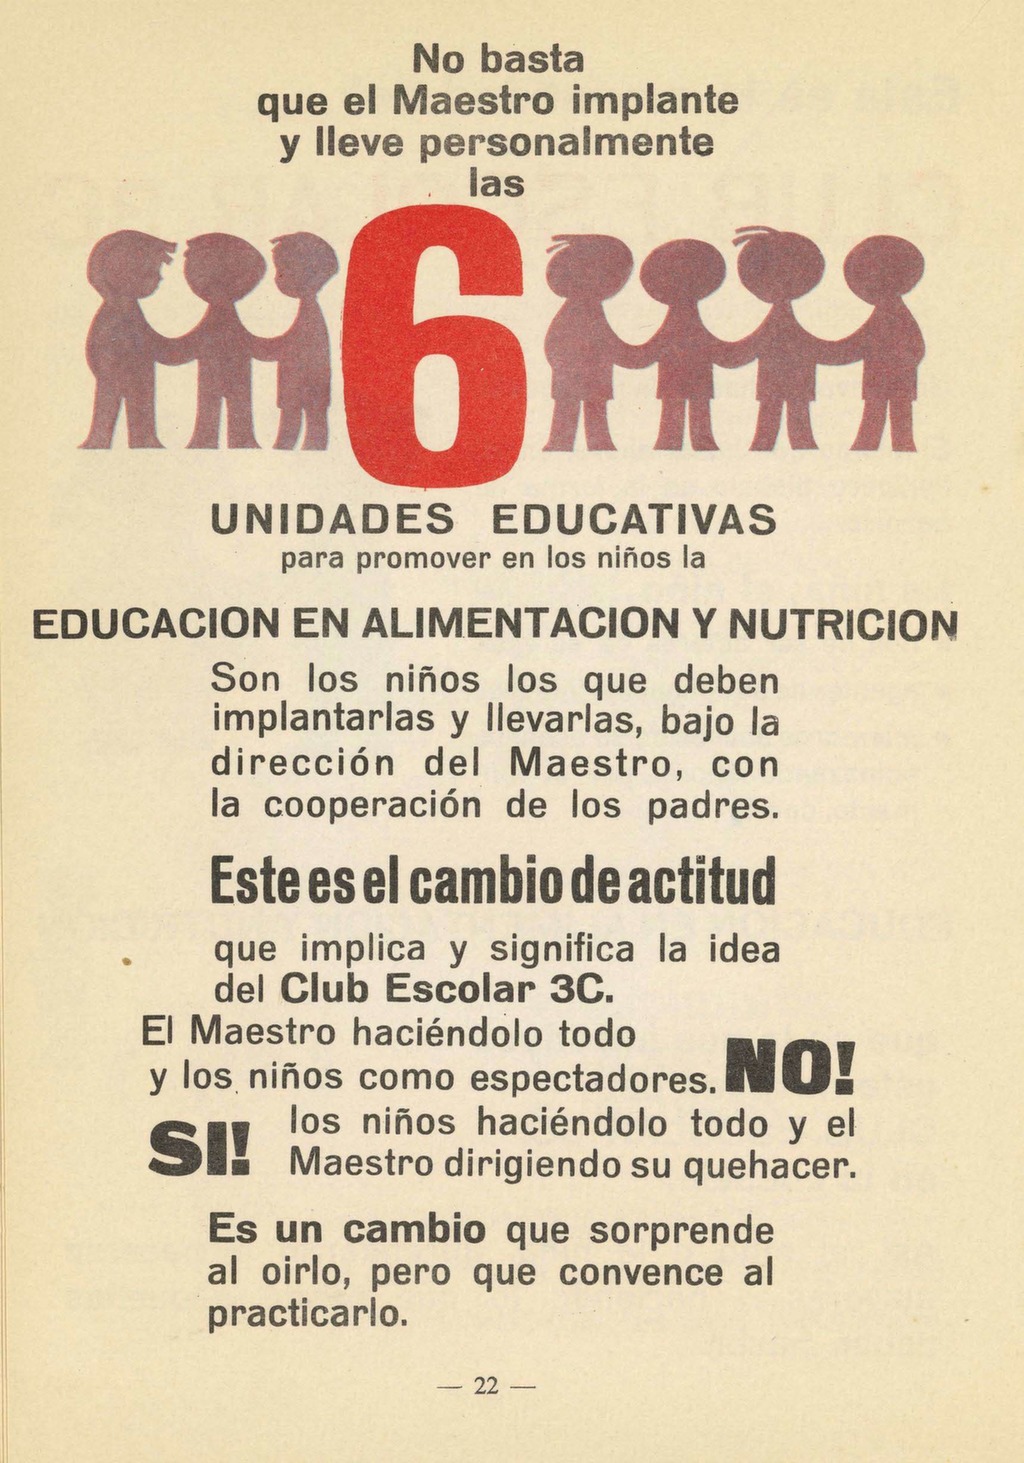 No basta
que el Maestro implante
y lleve personalmente
las
6
UNIDADES EDUCATIVAS
para promover en los niños la
EDUCACION EN ALIMENTACION Y NUTRICION
Son los niños los que deben
implantarlas y llevarlas, bajo la
dirección del Maestro, con
la cooperación de los padres.
Este es el cambio de actitud
que implica y significa la idea
del Club Escolar 3C.
El Maestro haciéndolo todo
y los niños como espectadores. NO!
SI! los niños haciéndolo todo y el
Maestro dirigiendo su quehacer.
Es un cambio que sorprende
al oirlo, pero que convence al
practicarlo.
— 22 —